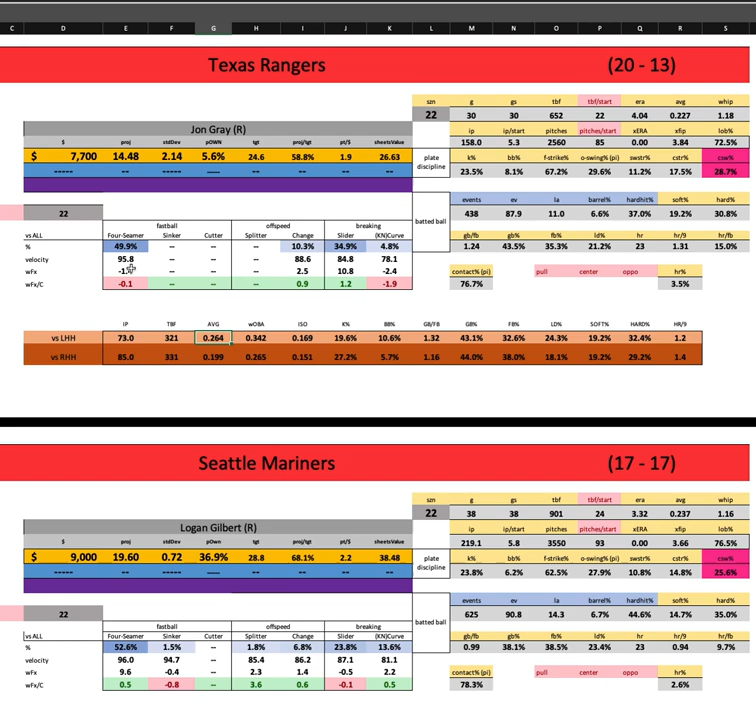 C D E F G H I J K L M N O P Q R S
Texas Rangers (20 - 13)
szn g gs tbf tbf/start era avg whip
22 30 30 652 22 4.04 0.227 1.18
Jon Gray (R) ip ip/start pitches pitches/start xERA xfip lob%
$ proj stdDev pOWN tgt proj/tgt pt/$ sheetsValue 158.0 5.3 2560 85 0.00 3.84 72.5%
$ 7,700 14.48 2.14 5.6% 24.6 58.8% 1.9 26.63 plate discipline k% bb% f-strike% o-swing% (pi) swstr% cstr% csw%
----- -- -- ---- -- -- -- -- 23.5% 8.1% 67.2% 29.6% 11.2% 17.5% 28.7%
events ev la barrel% hardhit% soft% hard%
22 batted ball 438 87.9 11.0 6.6% 37.0% 19.2% 30.8%
fastball offspeed breaking
vs ALL Four-Seamer Sinker Cutter Splitter Change Slider (KN)Curve gb/fb gb% fb% ld% hr hr/9 hr/fb
% 49.9% -- -- -- 10.3% 34.9% 4.8% 1.24 43.5% 35.3% 21.2% 23 1.31 15.0%
velocity 95.8 -- -- -- 88.6 84.8 78.1
wFx -- -- -- 2.5 10.8 -2.4 contact% (pi) pull center oppo hr%
wFx/C -0.1 -- -- -- 0.9 1.2 -1.9 76.7% 3.5%
IP TBF AVG wOBA ISO K% BB% GB/FB GB% FB% LD% SOFT% HARD% HR/9
vs LHH 73.0 321 0.264 0.342 0.169 19.6% 10.6% 1.32 43.1% 32.6% 24.3% 19.2% 32.4% 1.2
vs RHH 85.0 331 0.199 0.265 0.151 27.2% 5.7% 1.16 44.0% 38.0% 18.1% 19.2% 29.2% 1.4
Seattle Mariners (17 - 17)
szn g gs tbf tbf/start era avg whip
22 38 38 901 24 3.32 0.237 1.16
Logan Gilbert (R) ip ip/start pitches pitches/start xERA xfip lob%
$ proj stdDev pOwn tgt proj/tgt pt/$ sheetsValue 219.1 5.8 3550 93 0.00 3.66 76.5%
$ 9,000 19.60 0.72 36.9% 28.8 68.1% 2.2 38.48 plate discipline k% bb% f-strike% o-swing% (pi) swstr% cstr% csw%
----- -- -- ---- -- -- -- -- 23.8% 6.2% 62.5% 27.9% 10.8% 14.8% 25.6%
events ev la barrel% hardhit% soft% hard%
22 batted ball 625 90.8 14.3 6.7% 44.6% 14.7% 35.0%
fastball offspeed breaking
vs ALL Four-Seamer Sinker Cutter Splitter Change Slider (KN)Curve gb/fb gb% fb% ld% hr hr/9 hr/fb
% 52.6% 1.5% -- 1.8% 6.8% 23.8% 13.6% 0.99 38.1% 38.5% 23.4% 23 0.94 9.7%
velocity 96.0 94.7 -- 85.4 86.2 87.1 81.1
wFx 9.6 -0.4 -- 2.3 1.4 -0.5 2.2 contact% (pi) pull center oppo hr%
wFx/C 0.5 -0.8 -- 3.6 0.6 -0.1 0.5 78.3% 2.6%